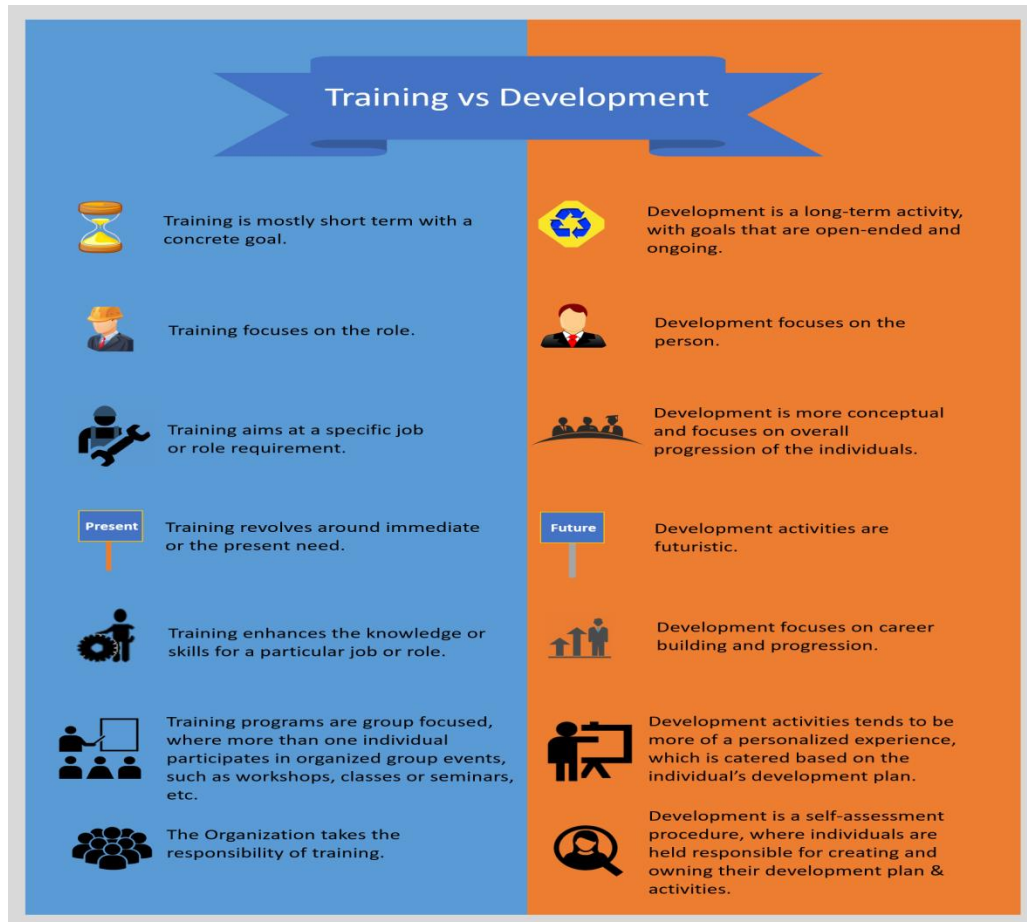 Training vs Development
Training is mostly short term with a
concrete goal.
Development is a long-term activity,
with goals that are open-ended and
ongoing.
Training focuses on the role.
Development focuses on the
person.
Training aims at a specific job
or role requirement.
Development is more conceptual
and focuses on overall
progression of the individuals.
Present
Training revolves around immediate
or the present need.
Future
Development activities are
futuristic.
Training enhances the knowledge or
skills for a particular job or role.
Development focuses on career
building and progression.
Training programs are group focused,
where more than one individual
participates in organized group events,
such as workshops, classes or seminars,
etc.
Development activities tends to be
more of a personalized experience,
which is catered based on the
individual’s development plan.
The Organization takes the
responsibility of training.
Development is a self-assessment
procedure, where individuals are
held responsible for creating and
owning their development plan &
activities.